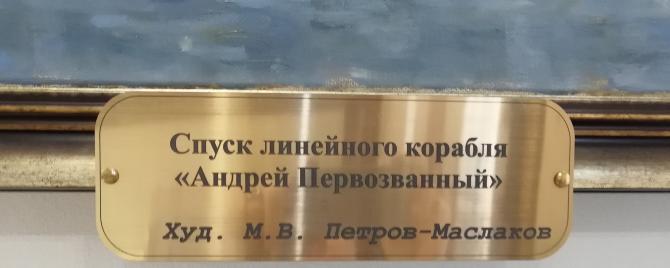 Спуск линейного корабля
«Андрей Первозванный»
Худ. М.В. Петров-Маслаков